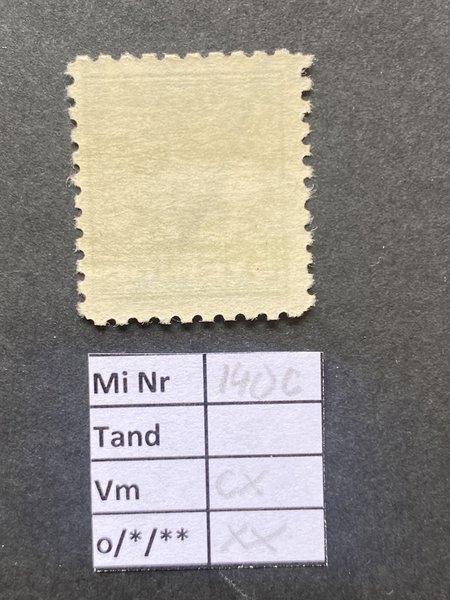 Mi Nr 140C
Tand
Vm CX
o/*/** XX